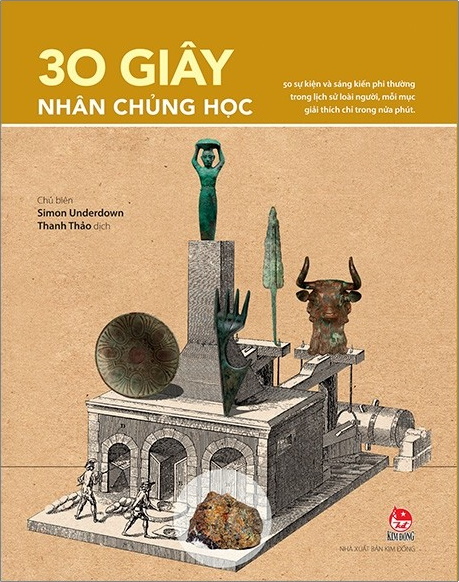 30 GIÂY
NHÂN CHỦNG HỌC
50 sự kiện và sáng kiến phi thường
trong lịch sử loài người, mỗi mục
giải thích chỉ trong nửa phút.
Chủ biên
Simon Underdown
Thanh Thảo dịch
KIM ĐỒNG
NHÀ XUẤT BẢN KIM ĐỒNG